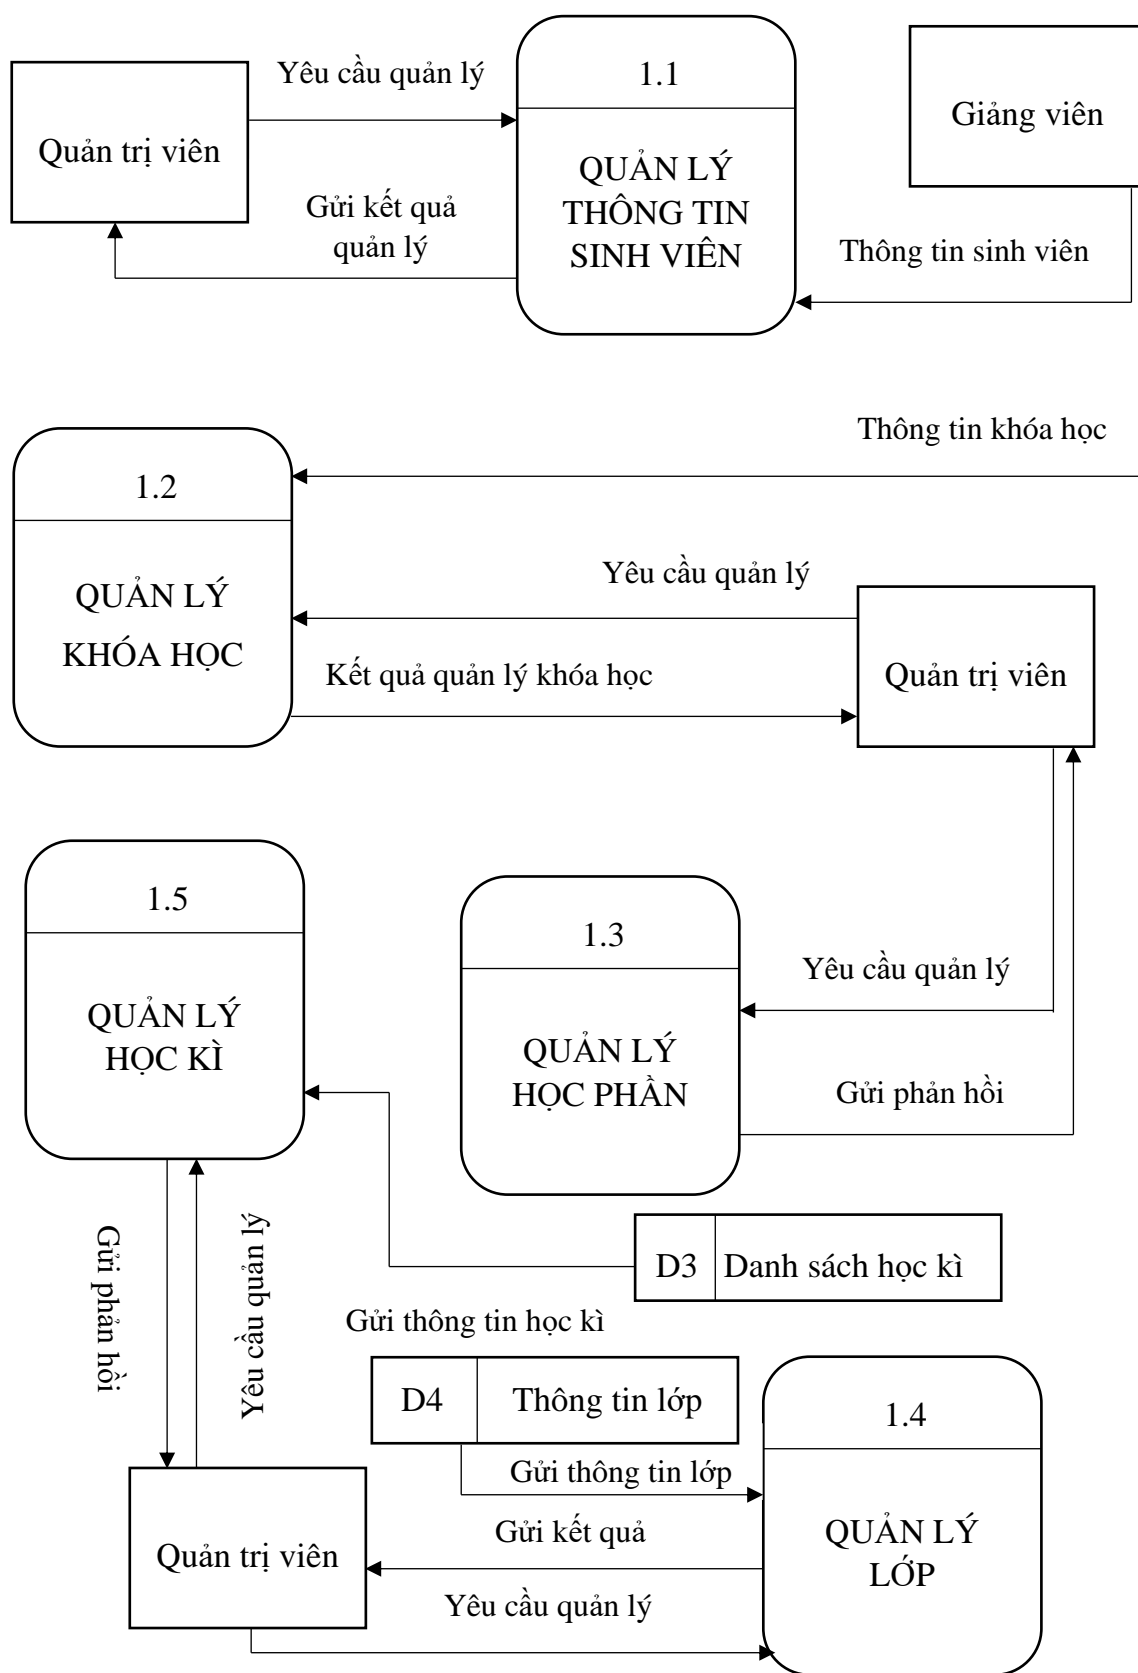 Yêu cầu quản lý
1.1
Quản trị viên
QUẢN LÝ
THÔNG TIN
SINH VIÊN
Giảng viên
Gửi kết quả
quản lý
Thông tin sinh viên
Thông tin khóa học
1.2
QUẢN LÝ
KHÓA HỌC
Yêu cầu quản lý
Kết quả quản lý khóa học
Quản trị viên
1.5
QUẢN LÝ
HỌC KÌ
1.3
QUẢN LÝ
HỌC PHẦN
Yêu cầu quản lý
Gửi phản hồi
Gửi phản hồi
Yêu cầu quản lý
D3
Danh sách học kì
Gửi thông tin học kì
D4
Thông tin lớp
1.4
Gửi thông tin lớp
Gửi kết quả
QUẢN LÝ
LỚP
Quản trị viên
Yêu cầu quản lý